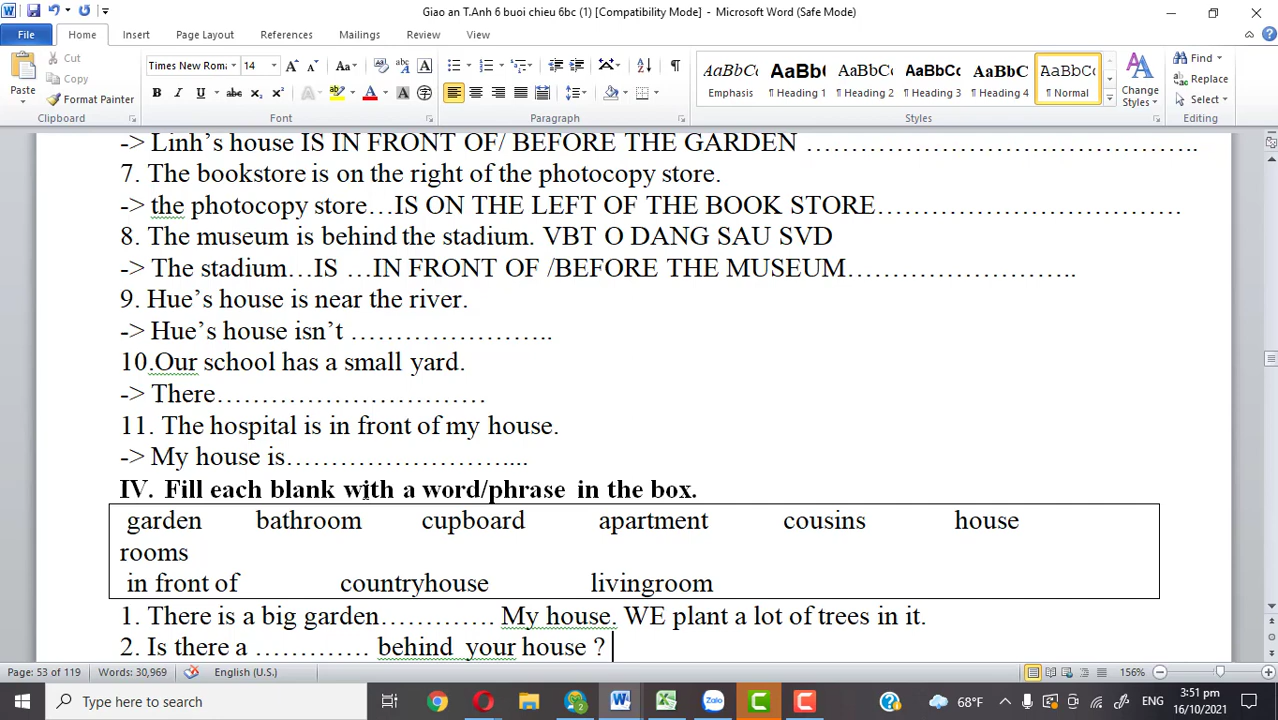 Giao an T.Anh 6 buoi chieu 6bc (1) [Compatibility Mode] - Microsoft Word (Safe Mode)
File Home Insert Page Layout References Mailings Review View
Paste Cut Copy Format Painter
Times New Roma 14
AaBbCc Emphasis AaBbC Heading 1 AaBbCc Heading 2 AaBbCc Heading 3 AaBbC Heading 4 AaBbCc Normal
Change Styles
Find Replace Select
Clipboard Font Paragraph Styles Editing
-> Linh’s house IS IN FRONT OF/ BEFORE THE GARDEN …………………………………………..
7. The bookstore is on the right of the photocopy store.
-> the photocopy store…IS ON THE LEFT OF THE BOOK STORE…………………………….
8. The museum is behind the stadium. VBT O DANG SAU SVD
-> The stadium…IS …IN FRONT OF /BEFORE THE MUSEUM……………………..
9. Hue’s house is near the river.
-> Hue’s house isn’t …………………..
10.Our school has a small yard.
-> There…………………………
11. The hospital is in front of my house.
-> My house is……………………...
IV. Fill each blank with a word/phrase in the box.
garden bathroom cupboard apartment cousins house
rooms
in front of countryhouse livingroom
1. There is a big garden…………. My house. WE plant a lot of trees in it.
2. Is there a …………. behind your house ?
Page: 53 of 119 Words: 30,969 English (U.S.) 156%
Type here to search
68°F ENG 3:51 pm
16/10/2021